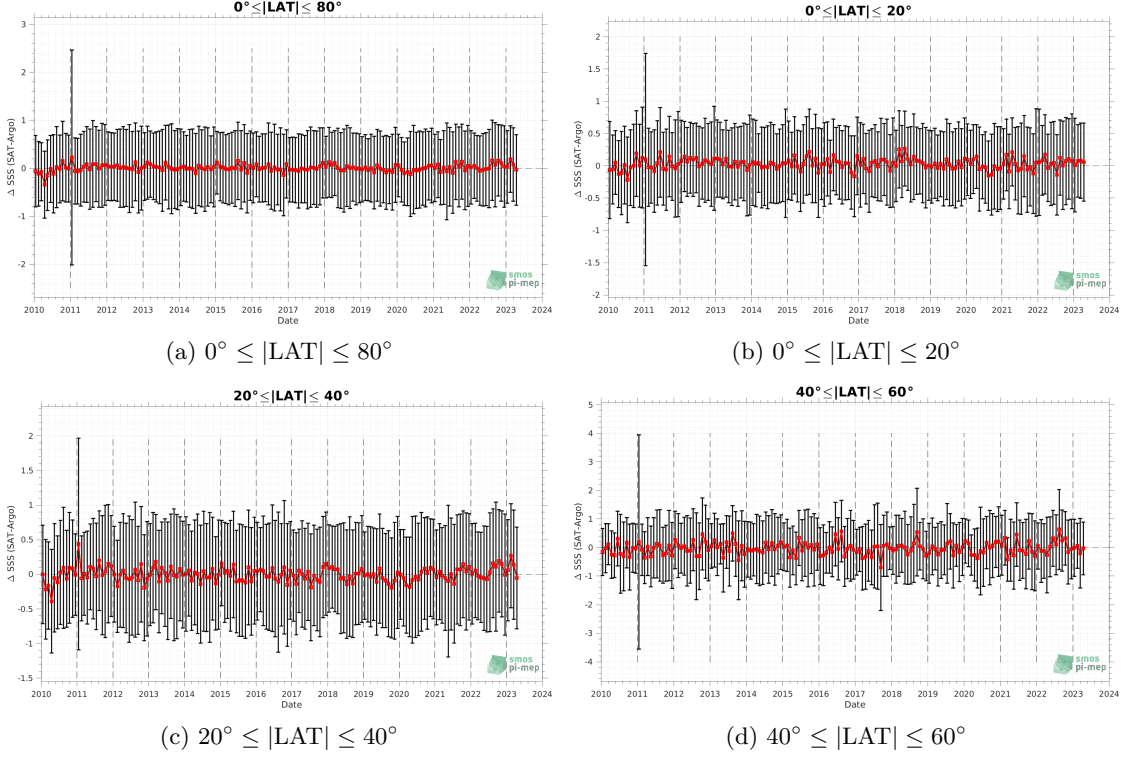 0°≤|LAT|≤ 80°
Δ SSS (SAT-Argo)
3
2
1
0
-1
-2
2010 2011 2012 2013 2014 2015 2016 2017 2018 2019 2020 2021 2022 2023 2024
Date
smos
pi-mep
(a) 0° ≤ |LAT| ≤ 80°
0°≤|LAT|≤ 20°
Δ SSS (SAT-Argo)
2
1.5
1
0.5
0
-0.5
-1
-1.5
-2
2010 2011 2012 2013 2014 2015 2016 2017 2018 2019 2020 2021 2022 2023 2024
Date
smos
pi-mep
(b) 0° ≤ |LAT| ≤ 20°
20°≤|LAT|≤ 40°
Δ SSS (SAT-Argo)
2
1.5
1
0.5
0
-0.5
-1
-1.5
2010 2011 2012 2013 2014 2015 2016 2017 2018 2019 2020 2021 2022 2023 2024
Date
smos
pi-mep
(c) 20° ≤ |LAT| ≤ 40°
40°≤|LAT|≤ 60°
Δ SSS (SAT-Argo)
5
4
3
2
1
0
-1
-2
-3
-4
2010 2011 2012 2013 2014 2015 2016 2017 2018 2019 2020 2021 2022 2023 2024
Date
smos
pi-mep
(d) 40° ≤ |LAT| ≤ 60°